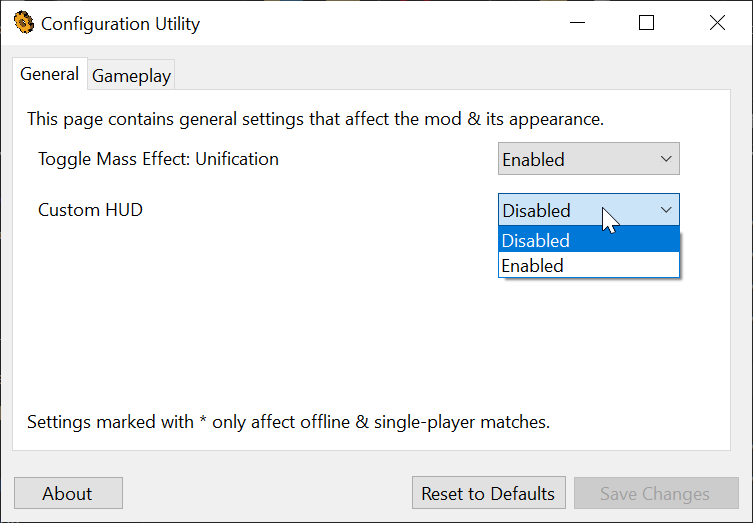 Configuration Utility
General
Gameplay
This page contains general settings that affect the mod & its appearance.
Toggle Mass Effect: Unification
Enabled
Custom HUD
Disabled
Disabled
Enabled
Settings marked with * only affect offline & single-player matches.
About
Reset to Defaults
Save Changes